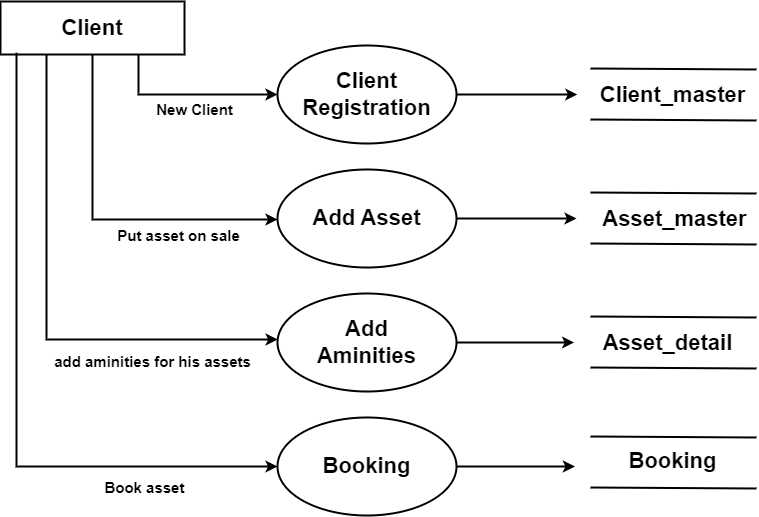 Client
Client
Registration
New Client
Client_master
Add Asset
Put asset on sale
Asset_master
Add
Aminities
add aminities for his assets
Asset_detail
Booking
Book asset
Booking